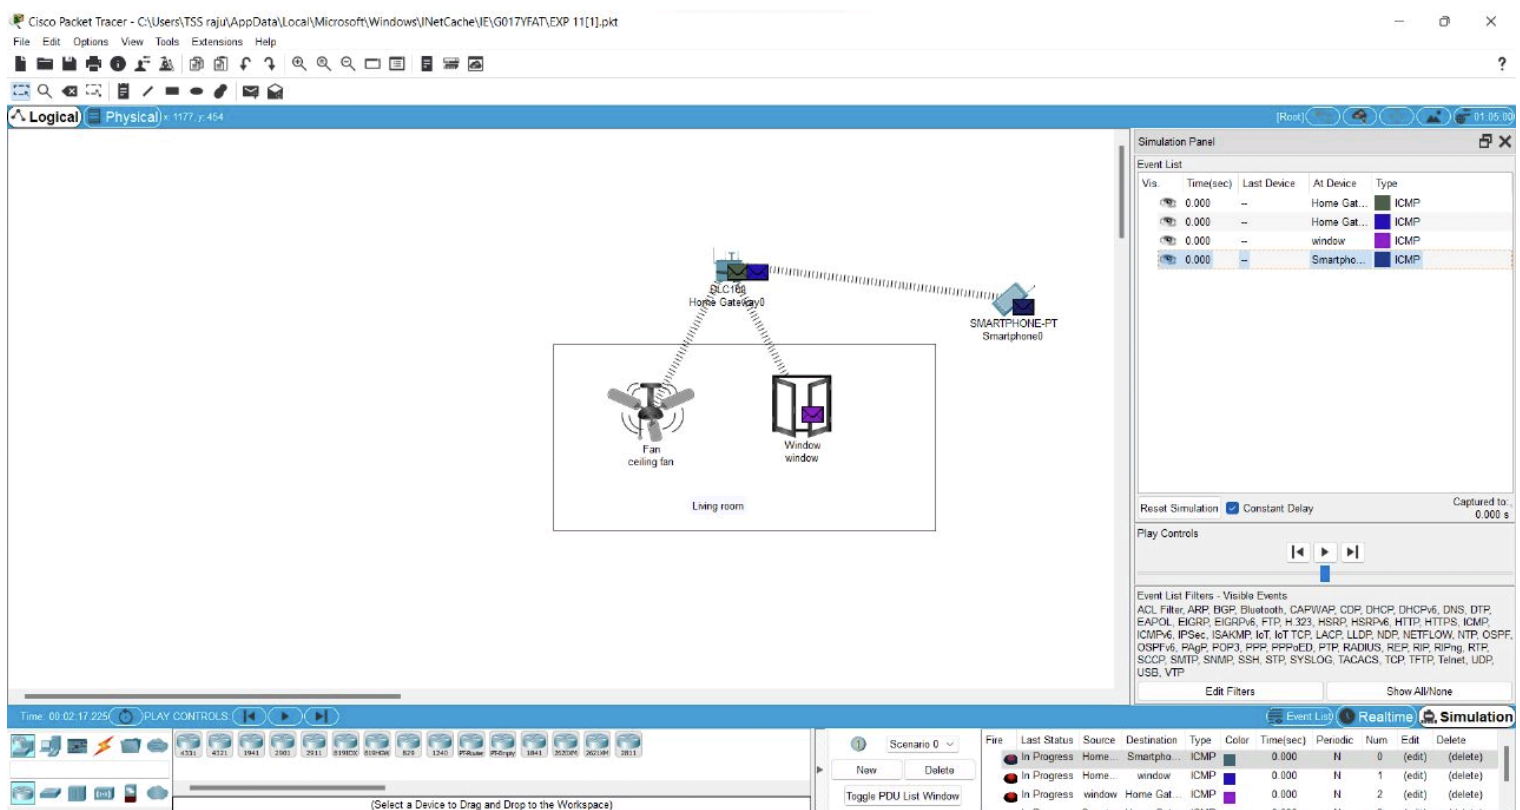 Cisco Packet Tracer - C:\Users\TSS raju\AppData\Local\Microsoft\Windows\INetCache\IE\G017YFAT\EXP 11[1].pkt
File Edit Options View Tools Extensions Help
?
Logical Physical x: 1177, y: 454 [Root] 01:05:00
Simulation Panel
Event List
Vis. Time(sec) Last Device At Device Type
0.000 -- Home Gat... ICMP
0.000 -- Home Gat... ICMP
0.000 -- window ICMP
0.000 -- Smartpho... ICMP
DLC100
Home Gateway0
SMARTPHONE-PT
Smartphone0
Fan
ceiling fan
Window
window
Living room
Reset Simulation Constant Delay Captured to:
0.000 s
Play Controls
Event List Filters - Visible Events
ACL Filter, ARP, BGP, Bluetooth, CAPWAP, CDP, DHCP, DHCPv6, DNS, DTP,
EAPOL, EIGRP, EIGRPv6, FTP, H.323, HSRP, HSRPv6, HTTP, HTTPS, ICMP,
ICMPv6, IPSec, ISAKMP, IoT, IoT TCP, LACP, LLDP, NDP, NETFLOW, NTP, OSPF,
OSPFv6, PAgP, POP3, PPP, PPPoED, PTP, RADIUS, REP, RIP, RIPng, RTP,
SCCP, SMTP, SNMP, SSH, STP, SYSLOG, TACACS, TCP, TFTP, Telnet, UDP,
USB, VTP
Edit Filters Show All/None
Time: 00:02:17.225 PLAY CONTROLS: Event List Realtime Simulation
4331 4321 1941 2901 2911 819IOX 819HGW 829 1240 PT-Router PT-Empty 1841 2620XM 2621XM 2811
(Select a Device to Drag and Drop to the Workspace)
Scenario 0
New Delete
Toggle PDU List Window
Fire Last Status Source Destination Type Color Time(sec) Periodic Num Edit Delete
In Progress Home... Smartpho... ICMP 0.000 N 0 (edit) (delete)
In Progress Home... window ICMP 0.000 N 1 (edit) (delete)
In Progress window Home Gat... ICMP 0.000 N 2 (edit) (delete)